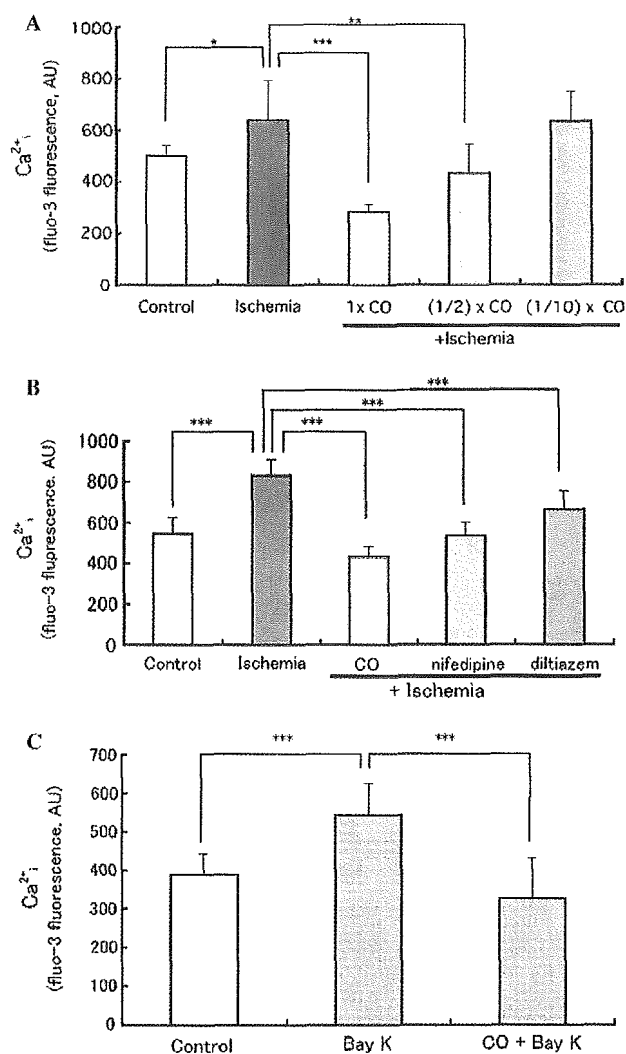 A
Ca²⁺i
(fluo-3 fluorescence, AU)
1000
800
600
400
200
0
*
***
**
Control Ischemia 1x CO (1/2) x CO (1/10) x CO
+Ischemia
B
Ca²⁺i
(fluo-3 fluprescence. AU)
1000
800
600
400
200
0
***
***
***
***
Control Ischemia CO nifedipine diltiazem
+ Ischemia
C
Ca²⁺i
(fluo-3 fluorescence. AU)
700
600
500
400
300
200
100
0
***
***
Control Bay K CO + Bay K